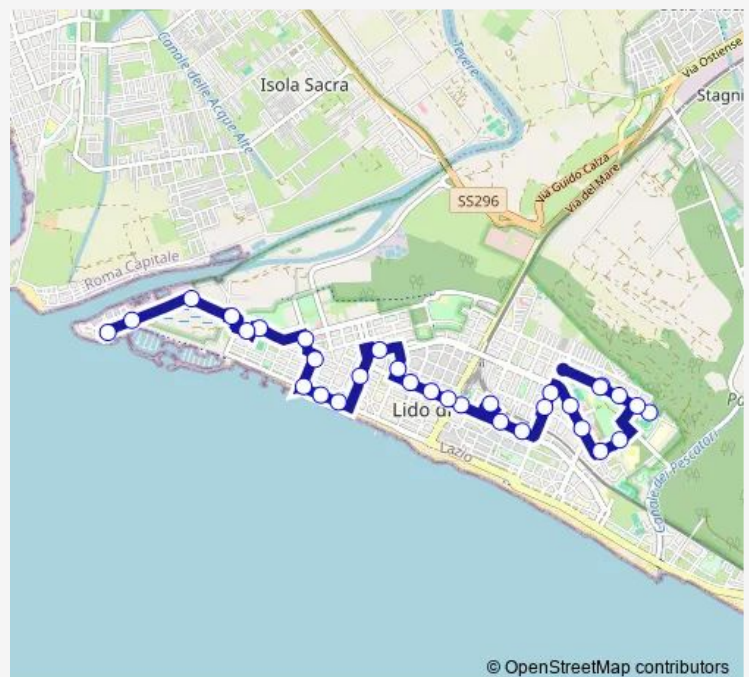 Canale delle Acque Alte
Isola Sacra
Tevere
Via Ostiense
Stagni
Via Guido Calza
Via del Mare
SS296
Roma Capitale
Lido di
Lazio
Canale dei Pescatori
© OpenStreetMap contributors